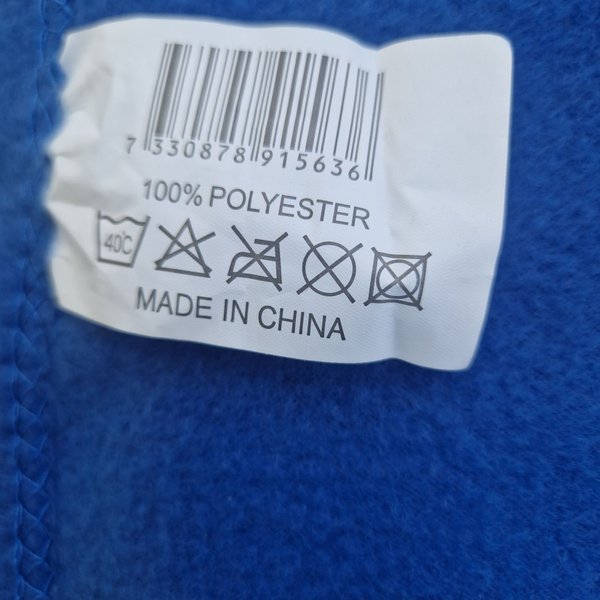 7 330878 915636
100% POLYESTER
40℃
MADE IN CHINA